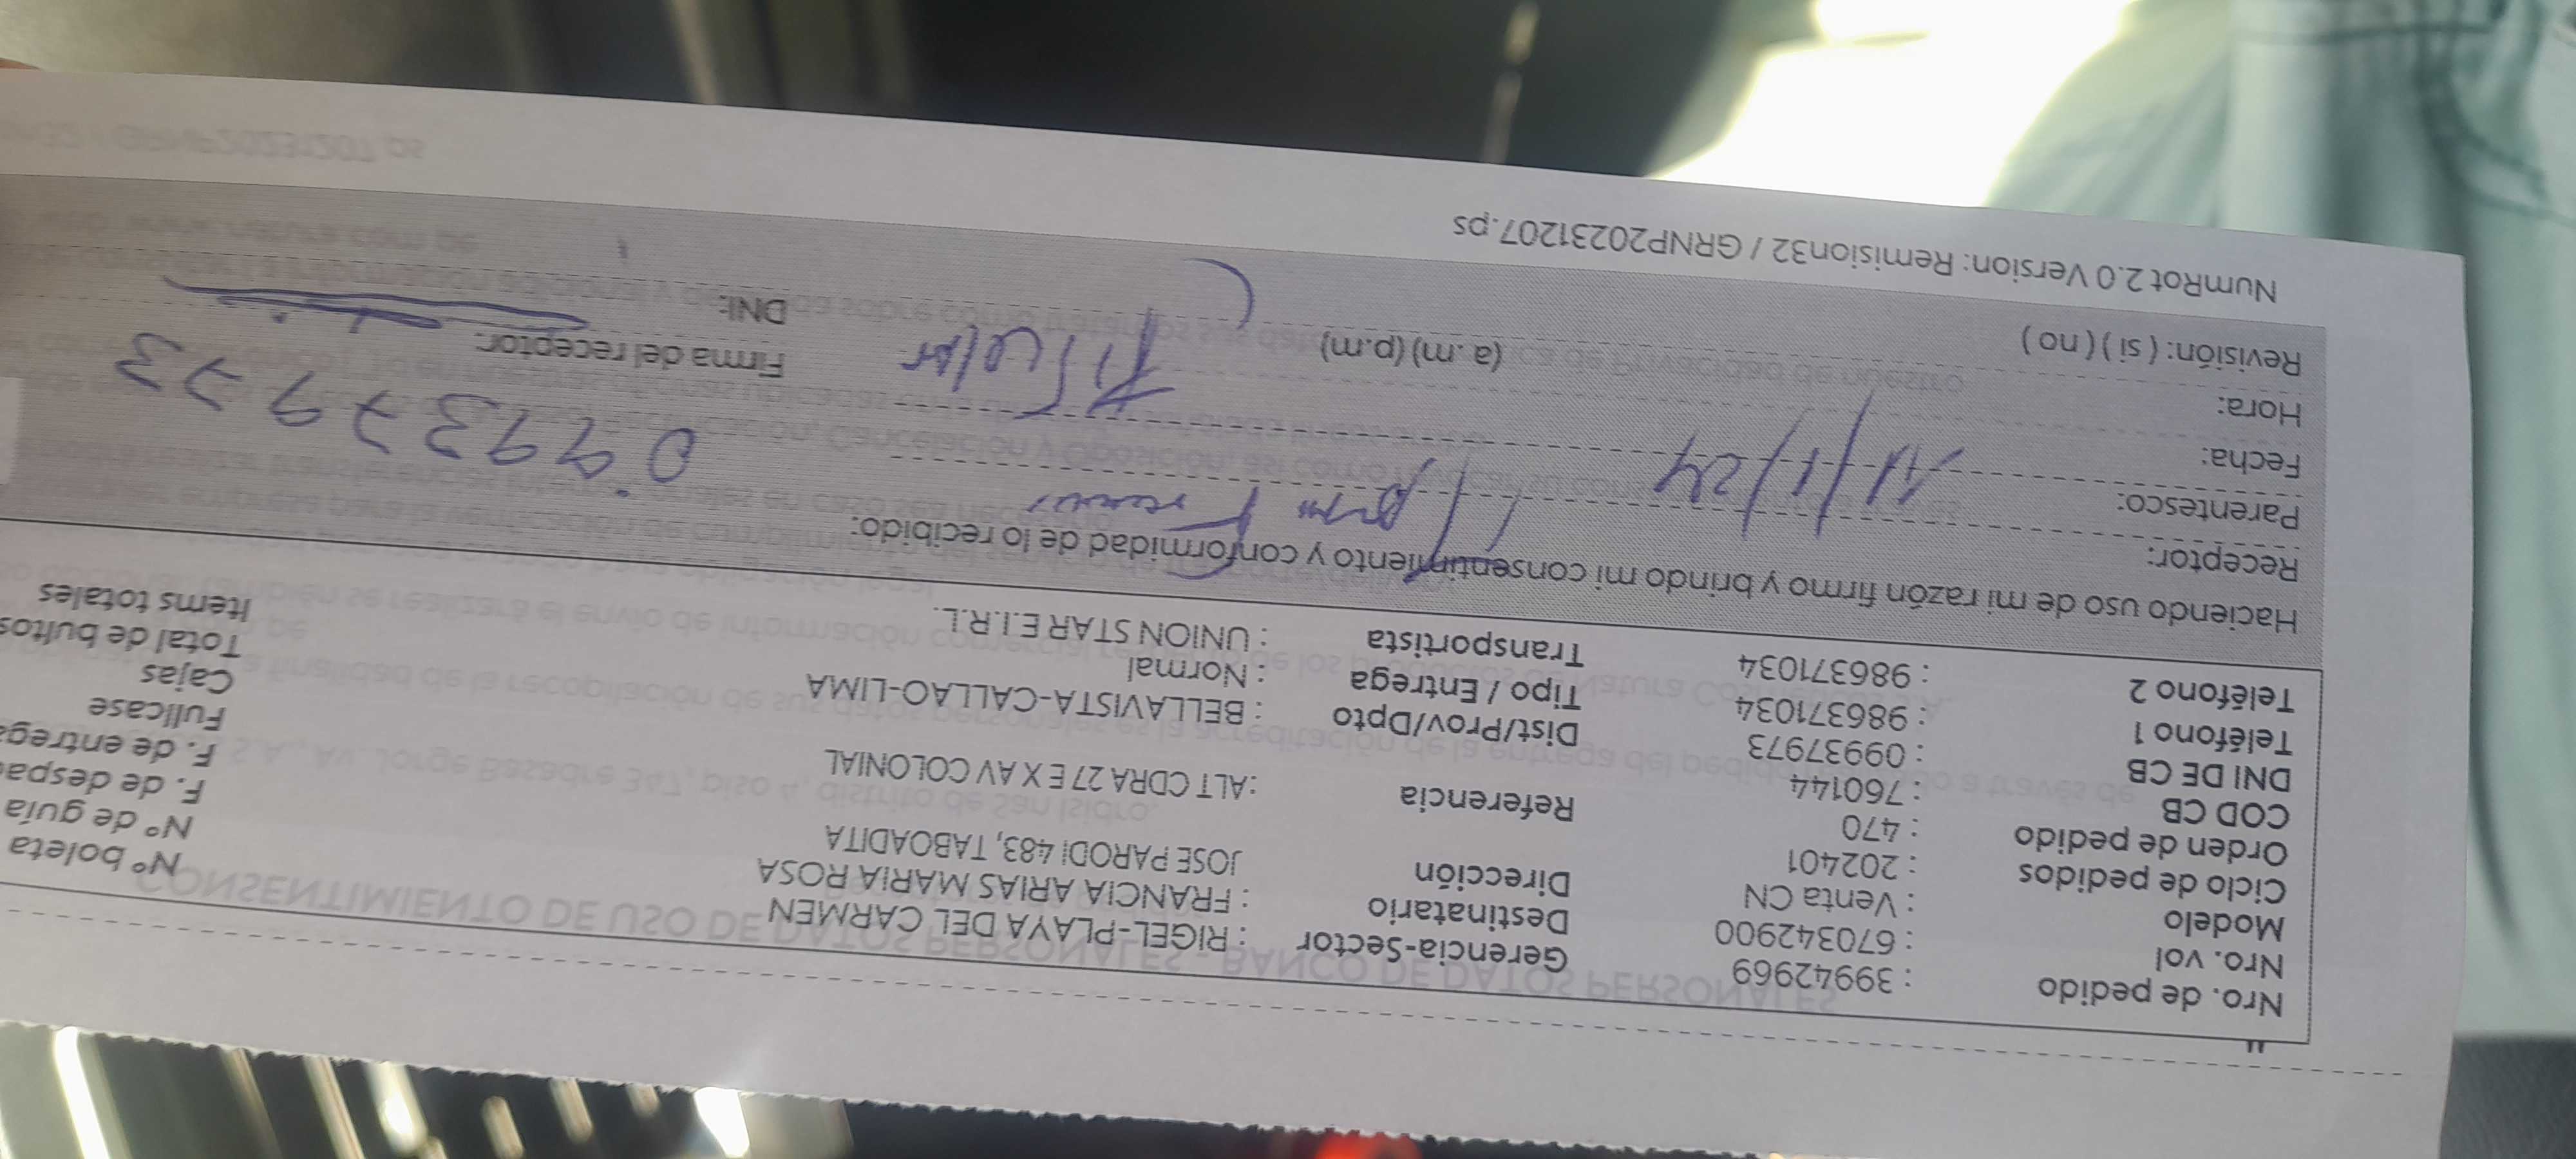 Nro. de pedido : 39942969 Gerencia-Sector : RIGEL-PLAYA DEL CARMEN Nº boleta
Nro. vol : 670342900 Destinatario : FRANCIA ARIAS MARIA ROSA Nº de guía
Modelo : Venta CN Dirección JOSE PARODI 483, TABOADITA F. de despac
Ciclo de pedidos : 202401 F. de entrega
Orden de pedido : 470 Referencia : ALT CDRA 27 E X AV COLONIAL Fullcase
COD CB : 760144 Cajas
DNI DE CB : 09937973 Dist/Prov/Dpto : BELLAVISTA-CALLAO-LIMA Total de bultos
Teléfono 1 : 986371034 Tipo / Entrega : Normal Items totales
Teléfono 2 : 986371034 Transportista : UNION STAR E.I.R.L.
Haciendo uso de mi razón firmo y brindo mi consentimiento y conformidad de lo recibido:
Receptor:
Parentesco:
Fecha: 11/1/24 09937973
Hora: (a.m) (p.m) Titular Firma del receptor:
Revisión: ( si ) ( no ) DNI:
NumRot 2.0 Version: Remision32 / GRNP20231207.ps